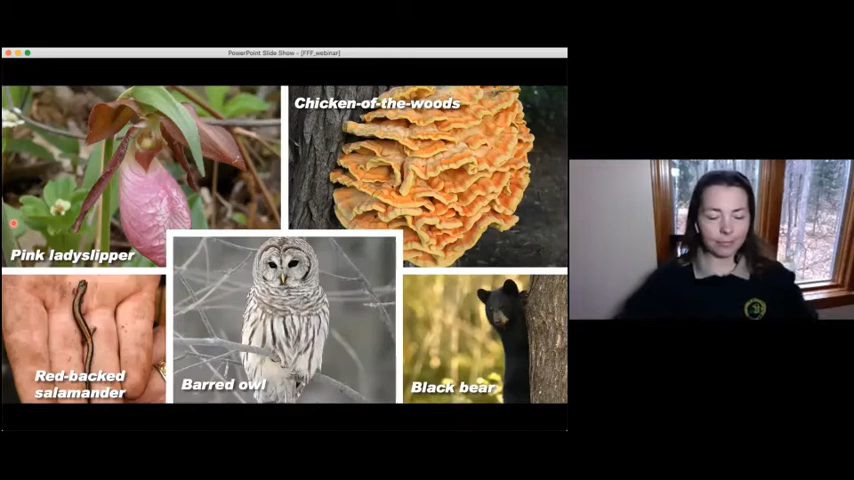 PowerPoint Slide Show - [FFF_webinar]
Chicken-of-the-woods
Pink ladyslipper
Red-backed
salamander
Barred owl
Black bear